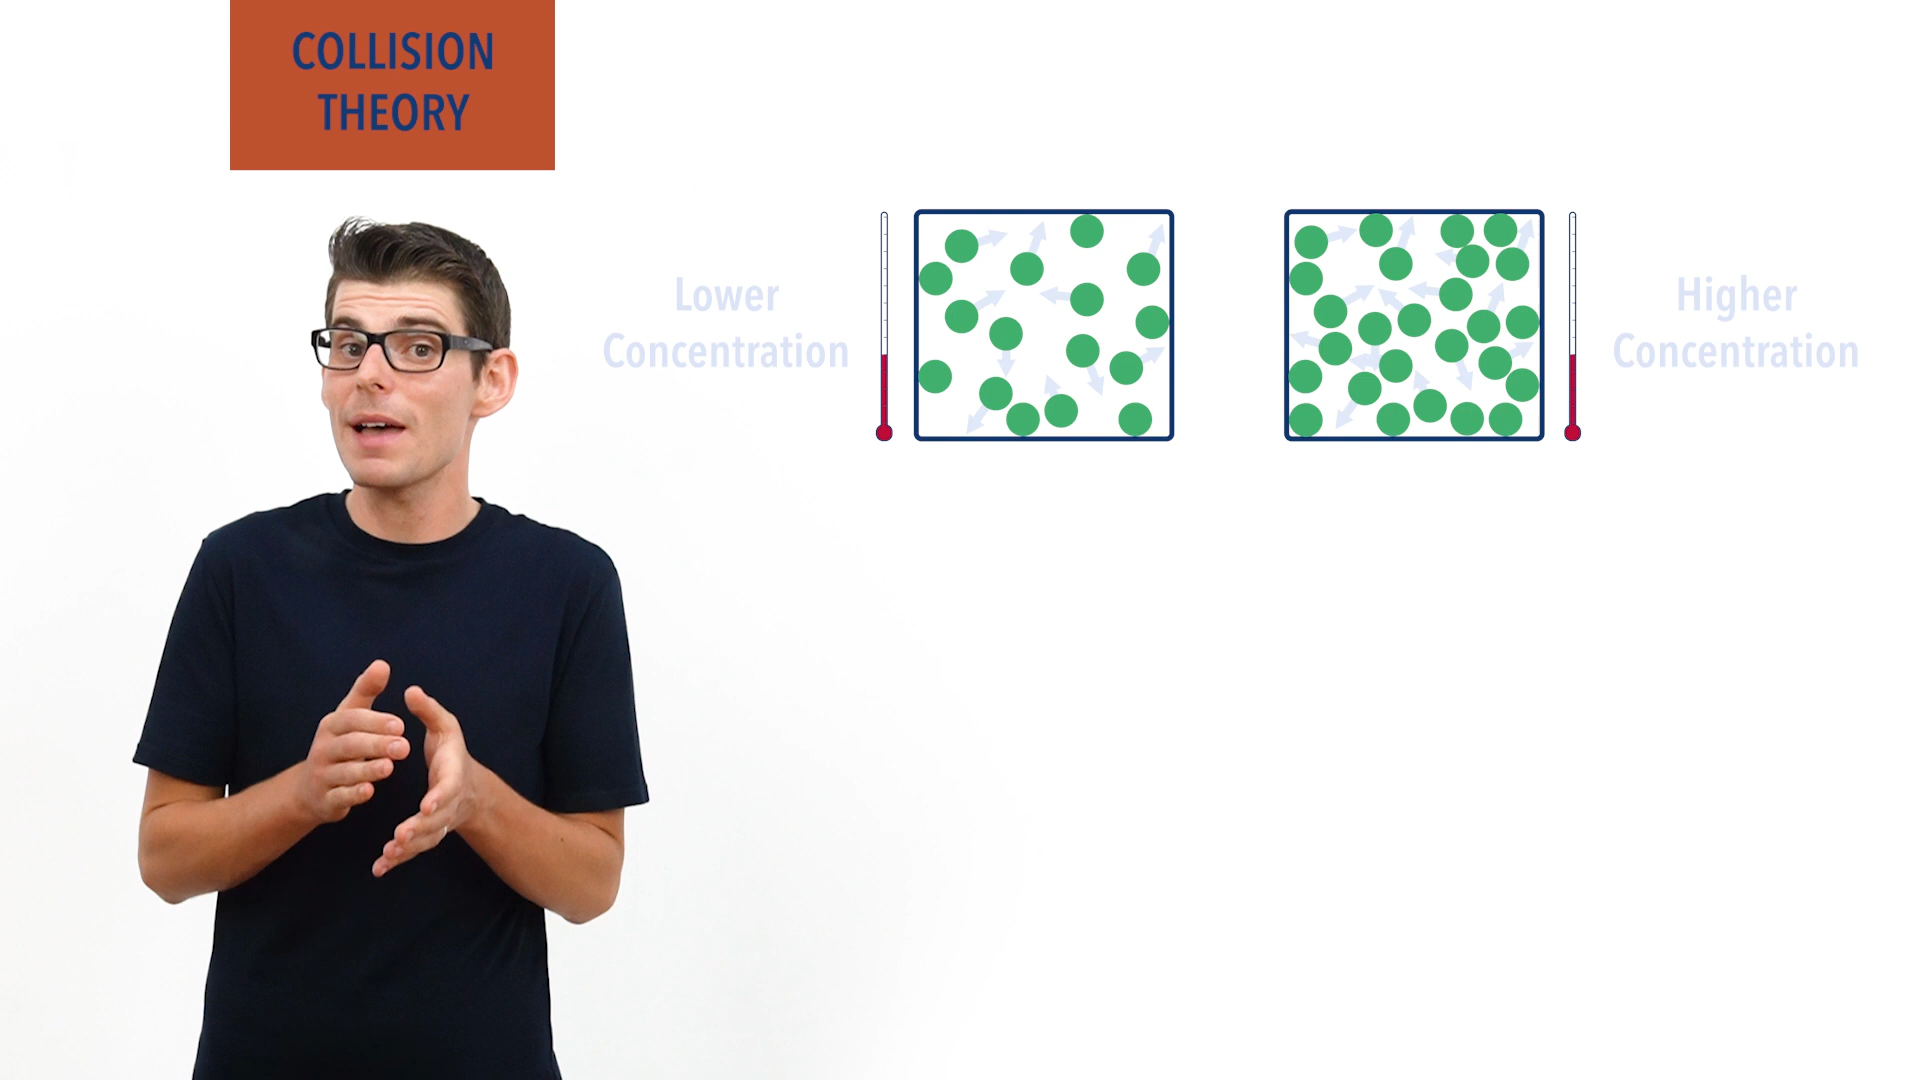 COLLISION
THEORY
Lower
Concentration
Higher
Concentration